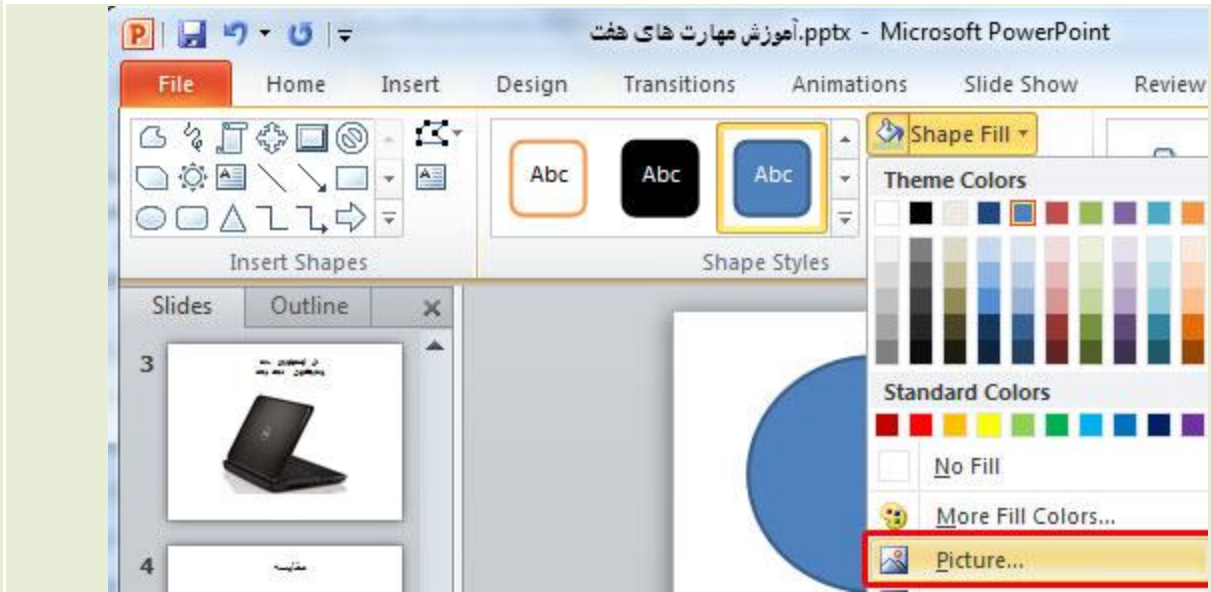 آموزش مهارت های هفت.pptx - Microsoft PowerPoint
File Home Insert Design Transitions Animations Slide Show Review
Shape Fill
Abc Abc Abc
Theme Colors
Insert Shapes Shape Styles
Slides Outline
3
Standard Colors
No Fill
More Fill Colors...
4 مقایسه
Picture...